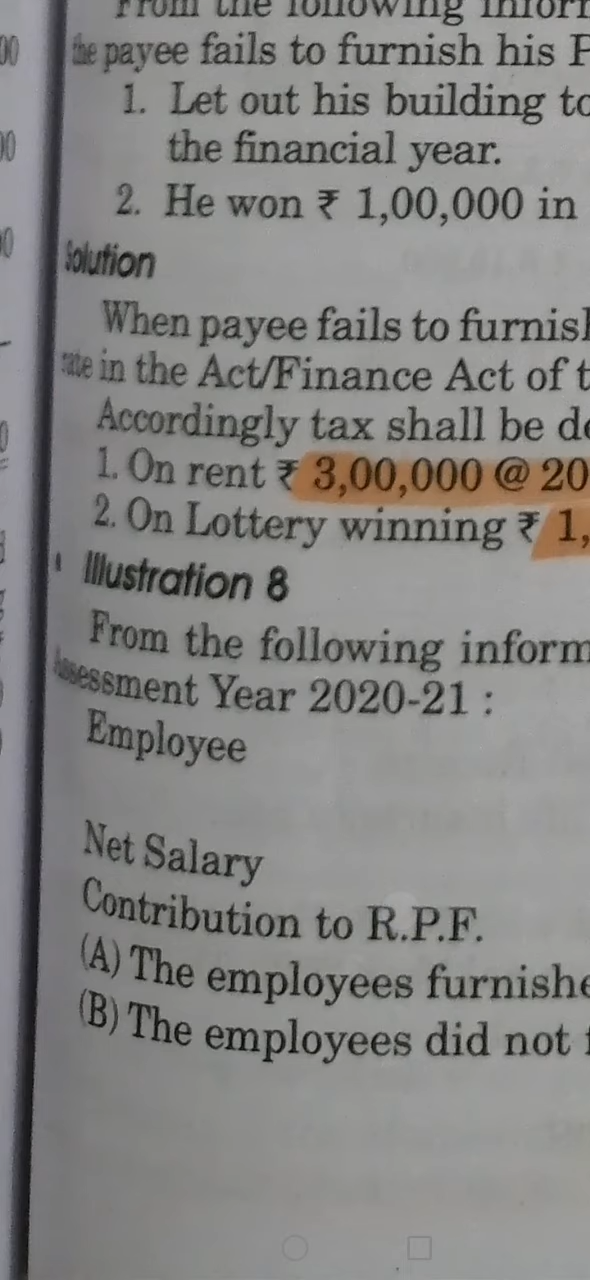 From the following
the payee fails to furnish his
1. Let out his building to
the financial year.
2. He won ₹ 1,00,000 in
Solution
When payee fails to
rate in the Act/Finance Act of
Accordingly tax shall be
1. On rent ₹ 3,00,000 @ 20
2. On Lottery winning ₹ 1,
Illustration 8
From the following
Assessment Year 2020-21 :
Employee
Net Salary
Contribution to R.P.F.
(A) The employees
(B) The employees did not